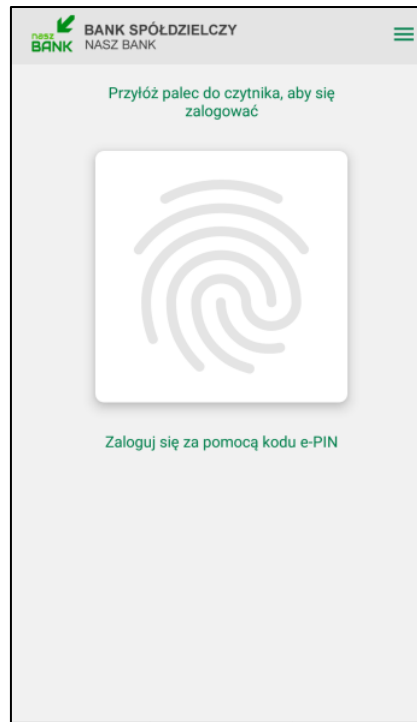 nasz
BANK
BANK SPÓŁDZIELCZY
NASZ BANK
Przyłóż palec do czytnika, aby się
zalogować
Zaloguj się za pomocą kodu e-PIN